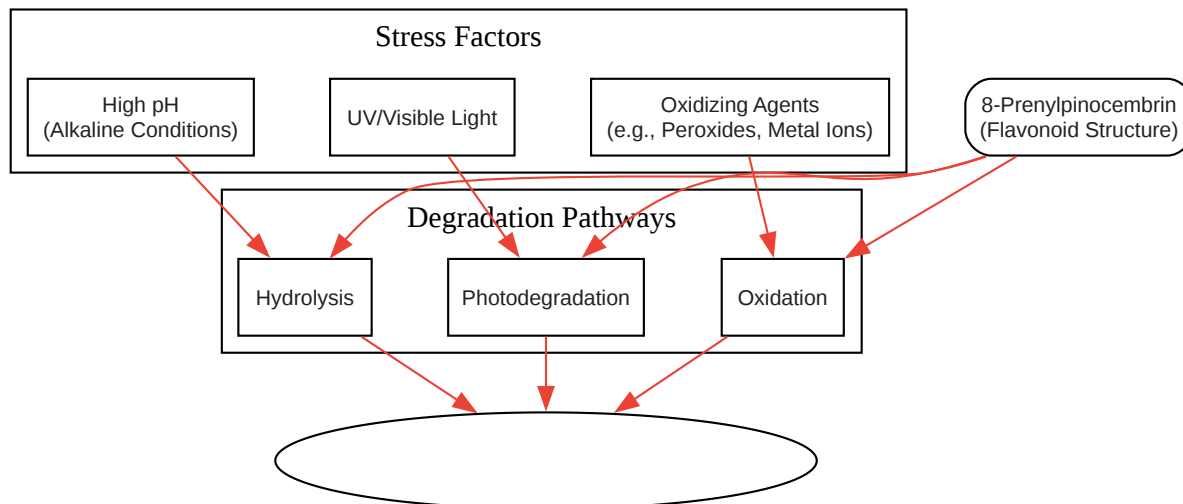 Stress Factors
High pH
(Alkaline Conditions)
UV/Visible Light
Oxidizing Agents
(e.g., Peroxides, Metal Ions)
8-Prenylpinocembrin
(Flavonoid Structure)
Degradation Pathways
Hydrolysis
Photodegradation
Oxidation